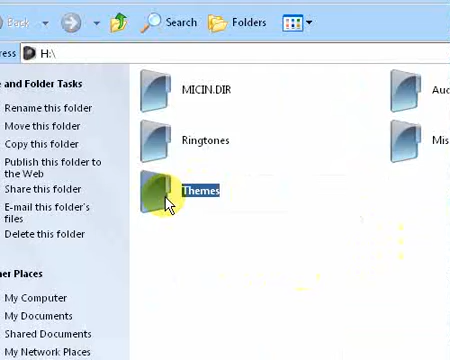 Back Search Folders
ress H:\
e and Folder Tasks
Rename this folder
Move this folder
Copy this folder
Publish this folder to
the Web
Share this folder
E-mail this folder's
files
Delete this folder
her Places
My Computer
My Documents
Shared Documents
My Network Places
MICIN.DIR
Auc
Ringtones
Mis
Themes